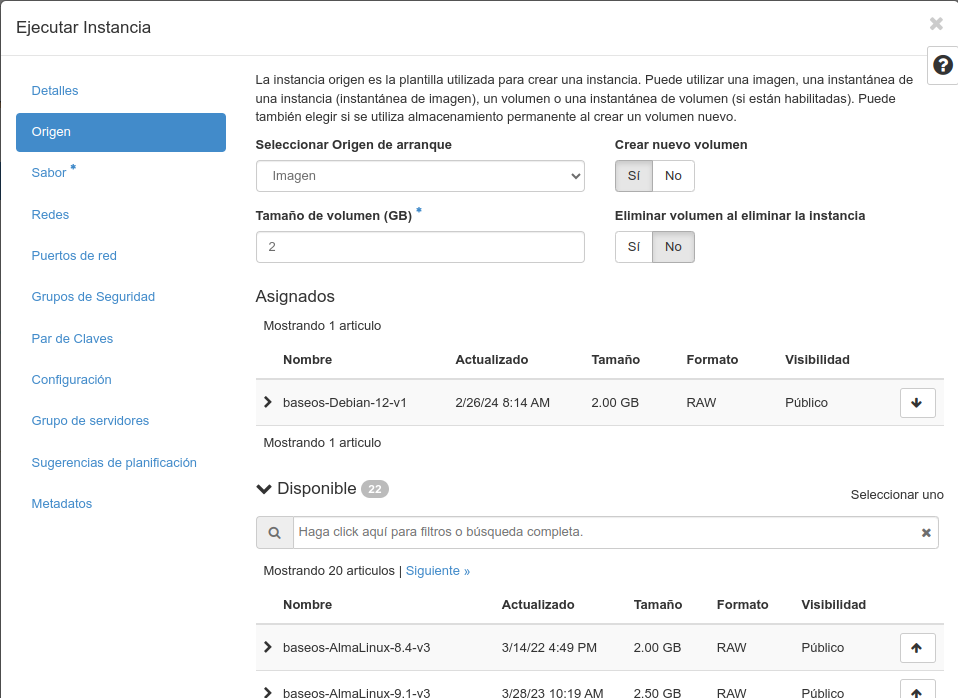 Ejecutar Instancia
Detalles
Origen
Sabor *
Redes
Puertos de red
Grupos de Seguridad
Par de Claves
Configuración
Grupo de servidores
Sugerencias de planificación
Metadatos
La instancia origen es la plantilla utilizada para crear una instancia. Puede utilizar una imagen, una instantánea de
una instancia (instantánea de imagen), un volumen o una instantánea de volumen (si están habilitadas). Puede
también elegir si se utiliza almacenamiento permanente al crear un volumen nuevo.
Seleccionar Origen de arranque
Imagen
Crear nuevo volumen
Sí No
Tamaño de volumen (GB) *
2
Eliminar volumen al eliminar la instancia
Sí No
Asignados
Mostrando 1 articulo
Nombre Actualizado Tamaño Formato Visibilidad
baseos-Debian-12-v1 2/26/24 8:14 AM 2.00 GB RAW Público
Mostrando 1 articulo
Disponible 22
Seleccionar uno
Haga click aquí para filtros o búsqueda completa.
Mostrando 20 articulos | Siguiente »
Nombre Actualizado Tamaño Formato Visibilidad
baseos-AlmaLinux-8.4-v3 3/14/22 4:49 PM 2.00 GB RAW Público
baseos-AlmaLinux-9.1-v3 3/28/23 10:19 AM 2.50 GB RAW Público